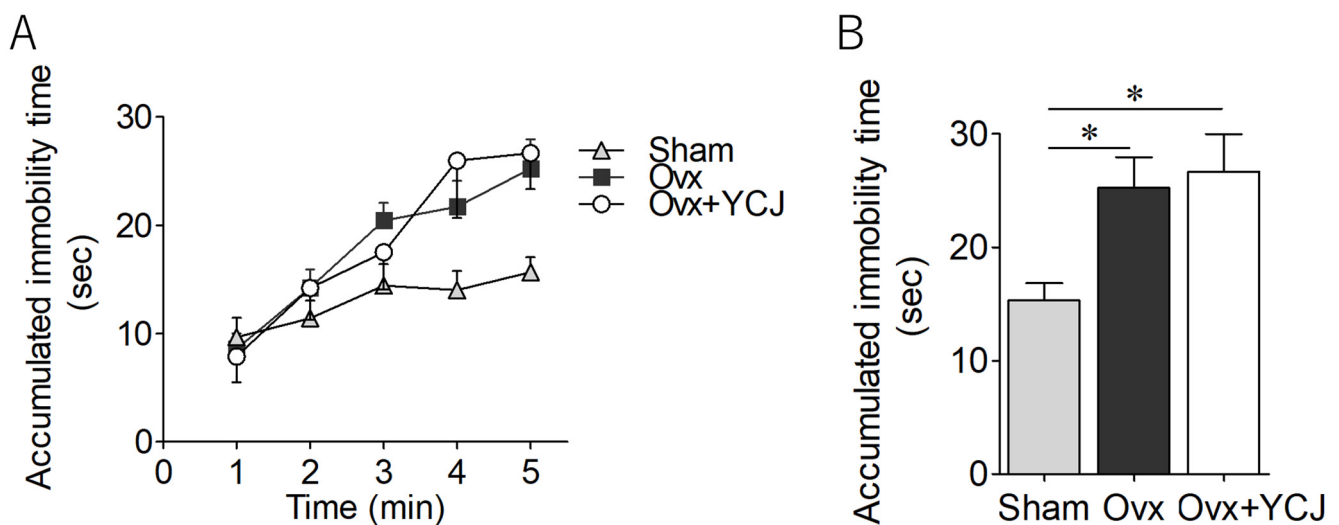 A
Accumulated immobility time
(sec)
30
20
10
0
0 1 2 3 4 5
Time (min)
Sham
Ovx
Ovx+YCJ
B
Accumulated immobility time
(sec)
30
20
10
0
*
*
Sham Ovx Ovx+YCJ